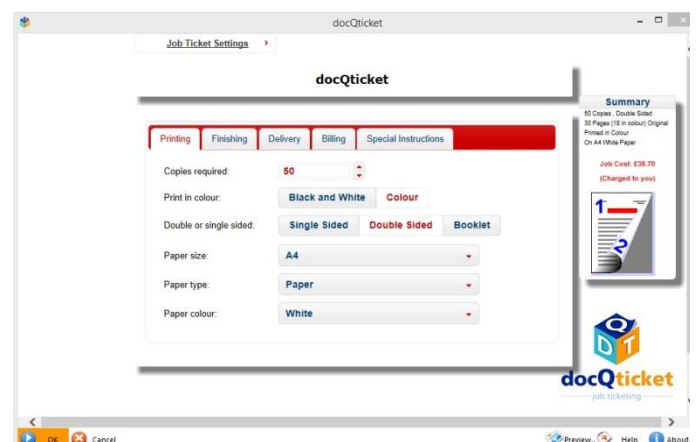 docQticket
Job Ticket Settings >
docQticket
Printing Finishing Delivery Billing Special Instructions
Copies required: 50
Print in colour: Black and White Colour
Double or single sided: Single Sided Double Sided Booklet
Paper size: A4
Paper type: Paper
Paper colour: White
Summary
50 Copies , Double Sided
30 Pages (18 in colour) Original
Printed in Colour
On A4 White Paper
Job Cost: £38.70
(Charged to you)
1
2
Q
D T
docQticket
job ticketing
OK Cancel Preview.. Help About